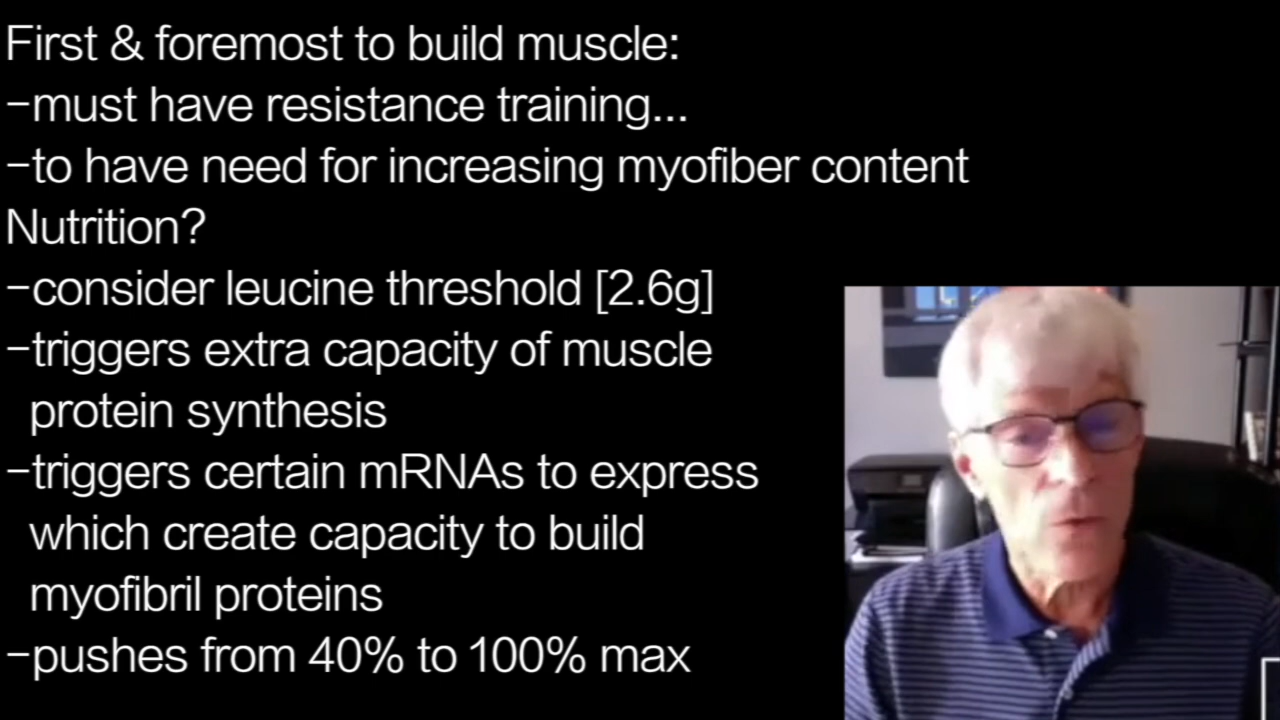 First & foremost to build muscle:
−must have resistance training...
−to have need for increasing myofiber content
Nutrition?
−consider leucine threshold [2.6g]
−triggers extra capacity of muscle
protein synthesis
−triggers certain mRNAs to express
which create capacity to build
myofibril proteins
−pushes from 40% to 100% max